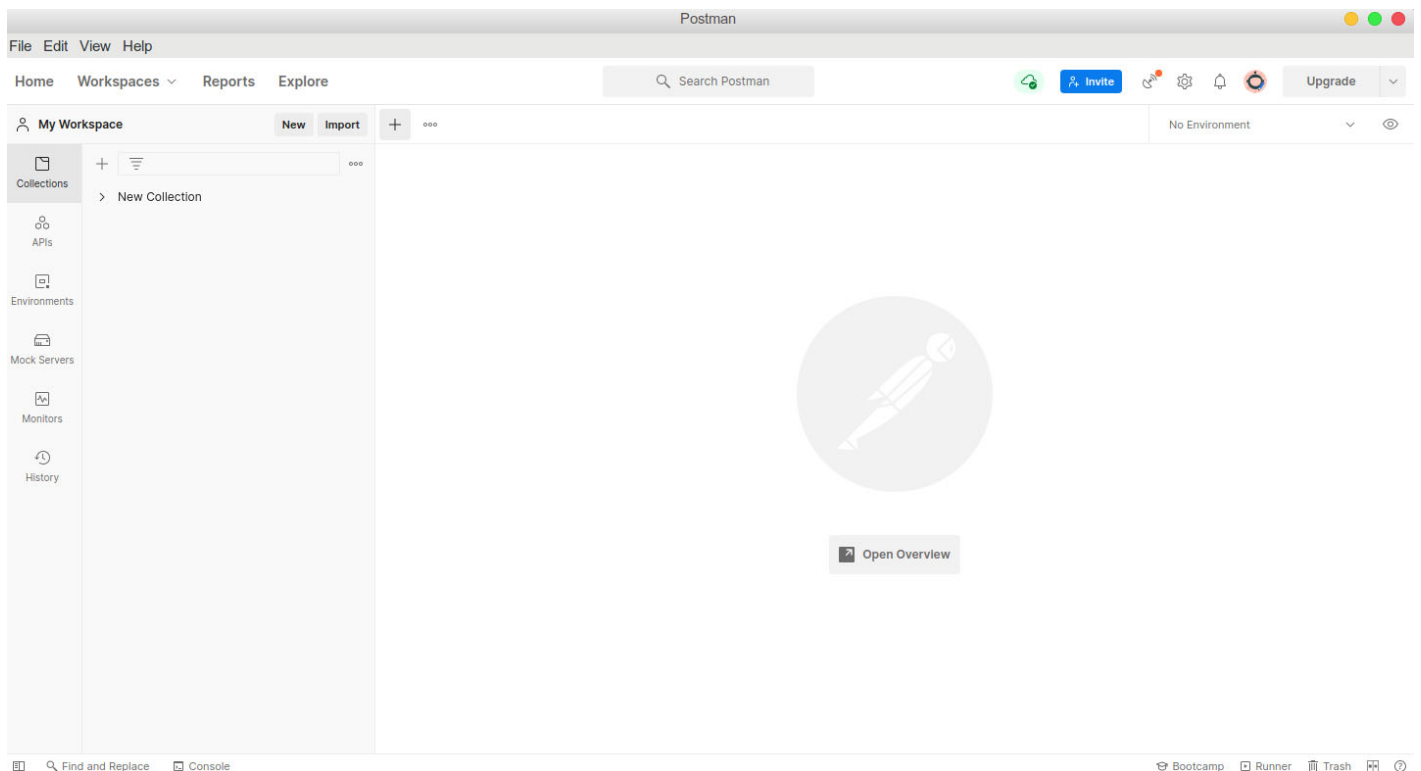 Postman
File Edit View Help
Home Workspaces Reports Explore Search Postman Invite Upgrade
My Workspace New Import No Environment
Collections
New Collection
APIs
Environments
Mock Servers
Monitors
History
Open Overview
Find and Replace Console Bootcamp Runner Trash